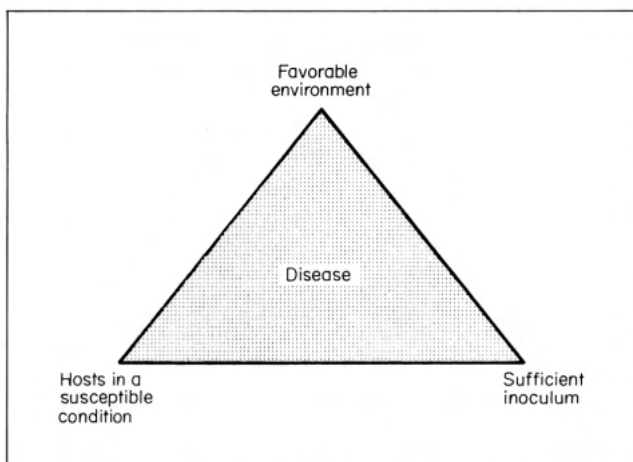 Favorable
environment
Disease
Hosts in a
susceptible
condition
Sufficient
inoculum